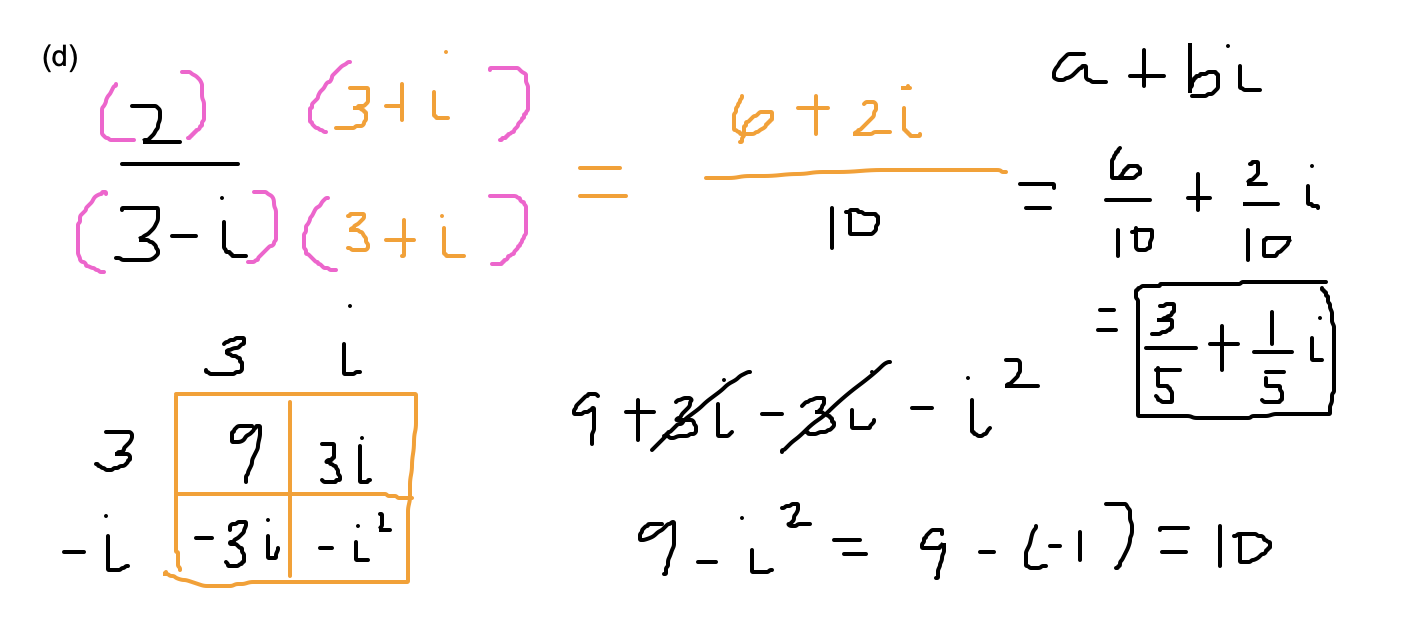 (d)
a + bi
(2) (3+i) / (3-i) (3+i) = 6 + 2i / 10 = 6/10 + 2/10 i
= 3/5 + 1/5 i
3 i
3 9 3i
-i -3i -i²
9 + 3i - 3i - i²
9 - i² = 9 - (-1) = 10